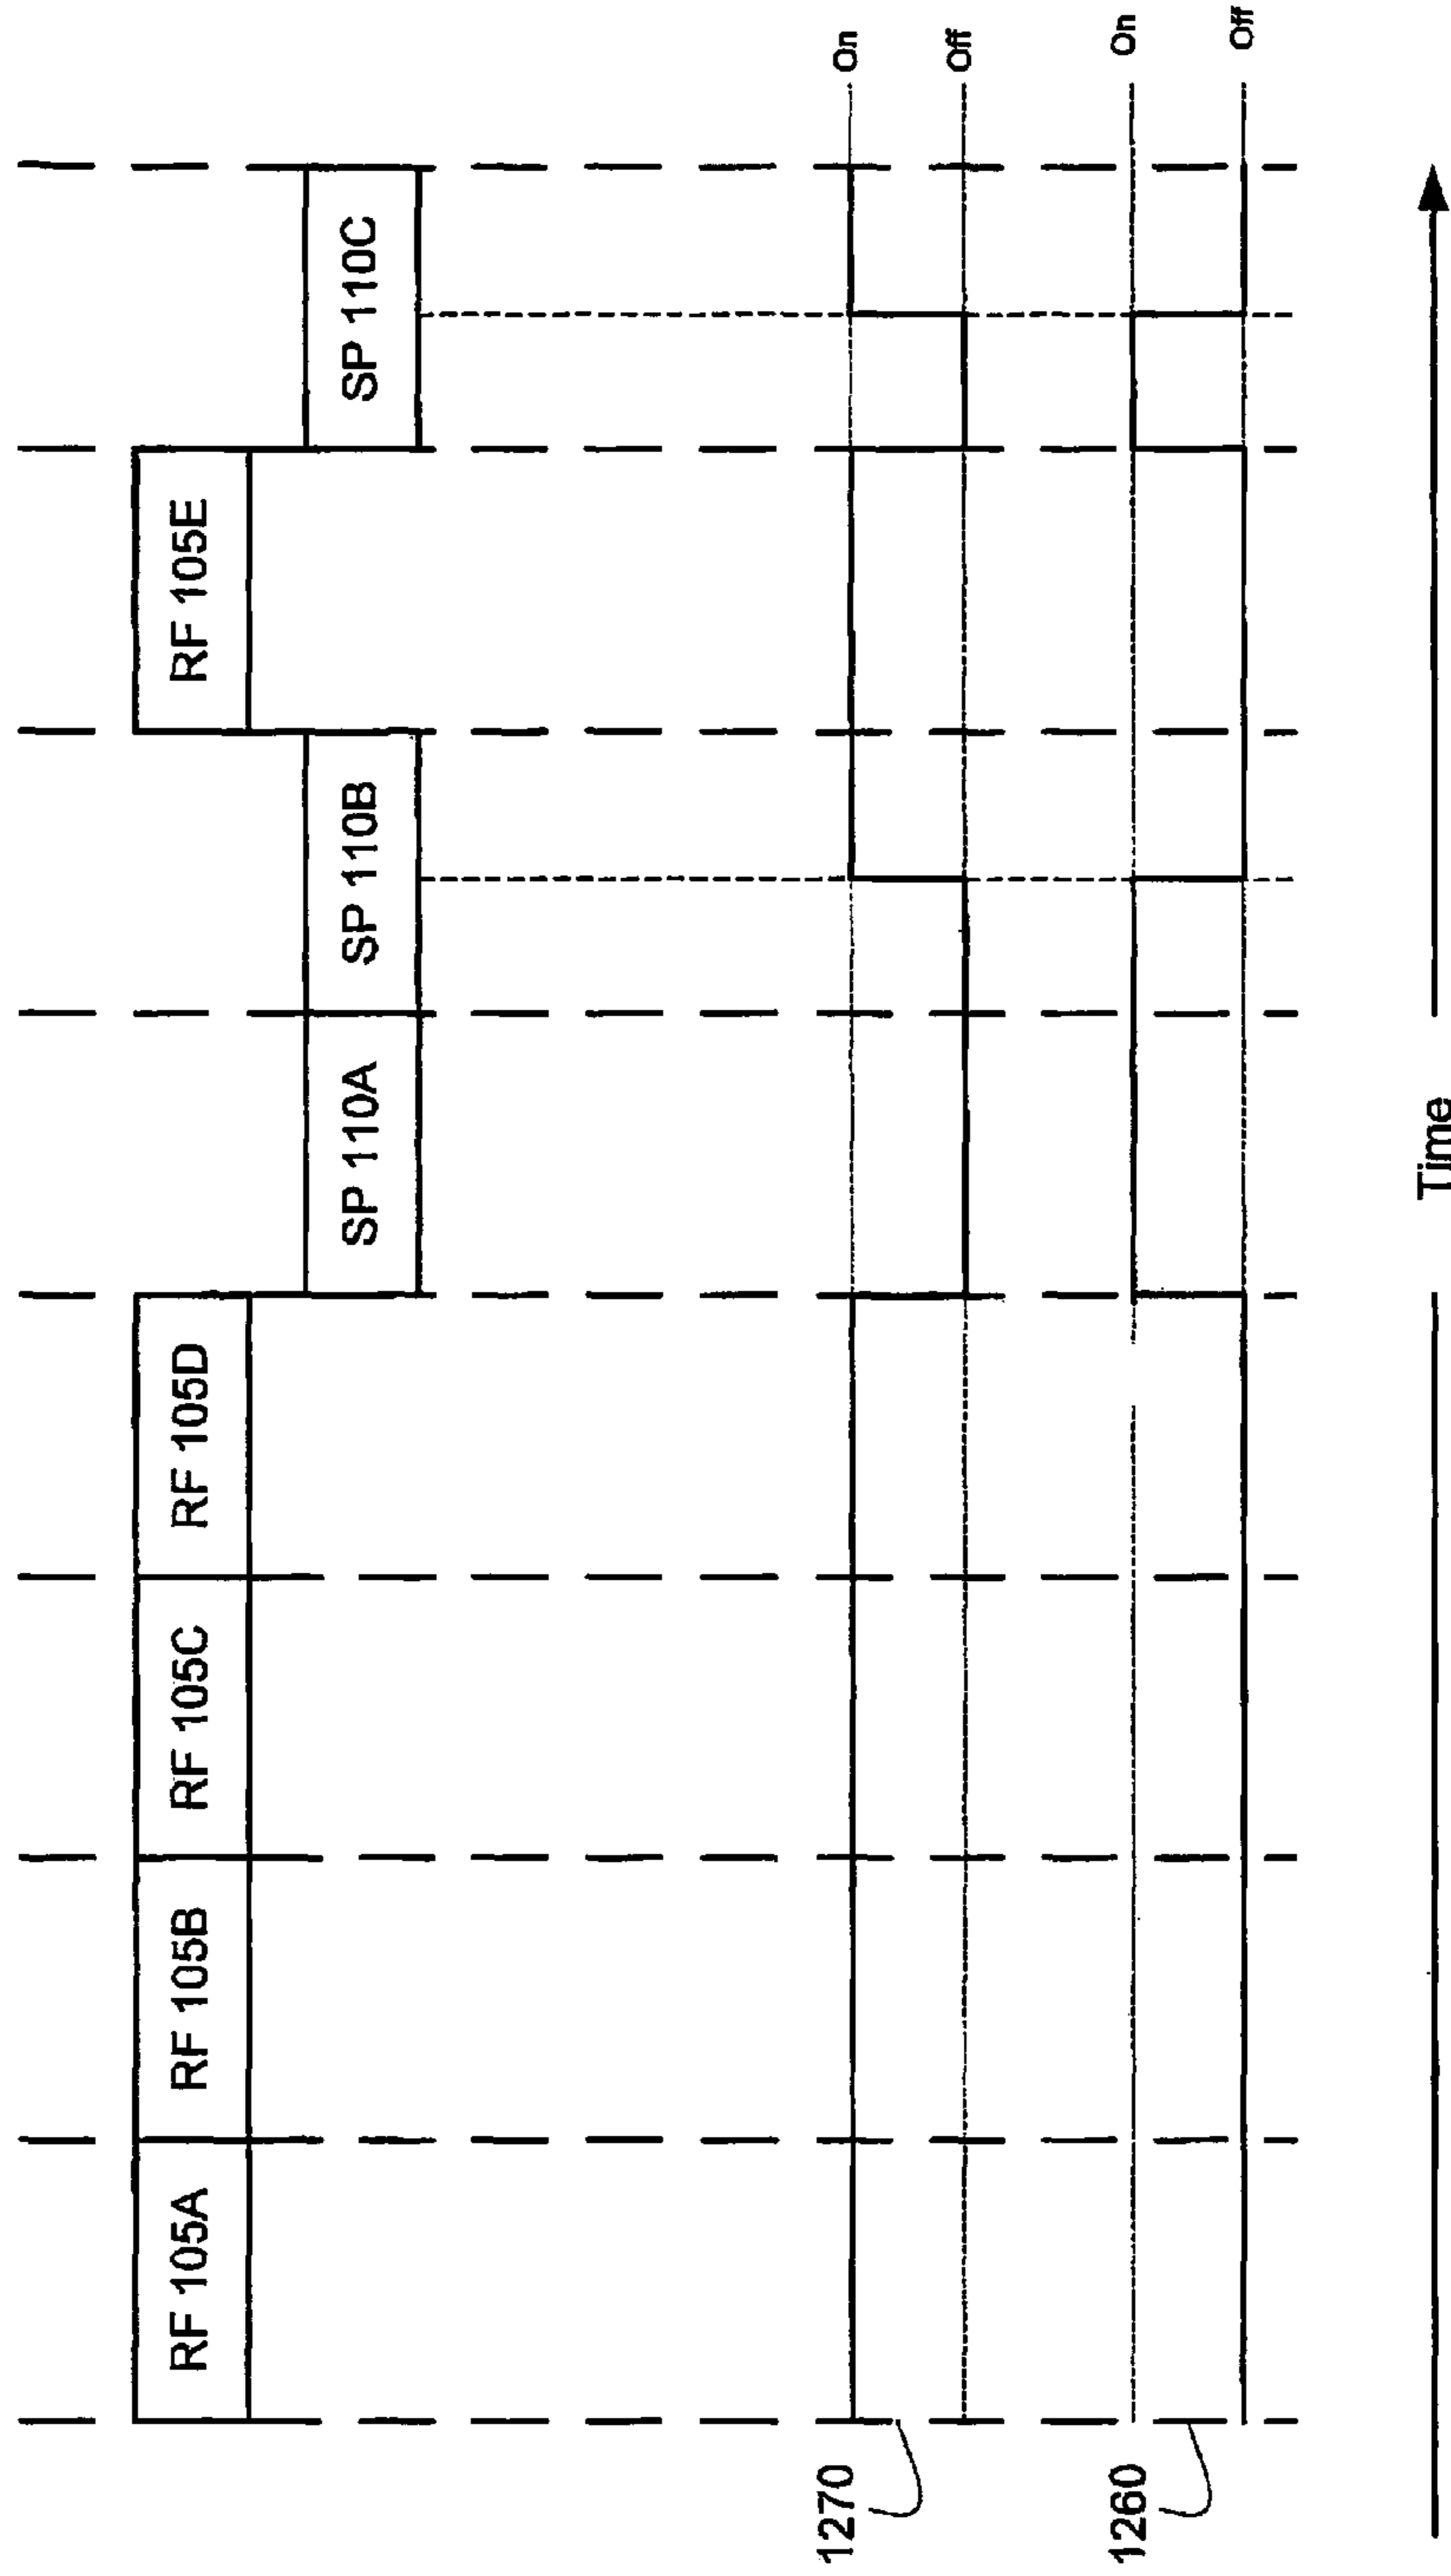 RF 105A
RF 105B
RF 105C
RF 105D
RF 105E
SP 110A
SP 110B
SP 110C
1270
On
Off
1260
On
Off
Time